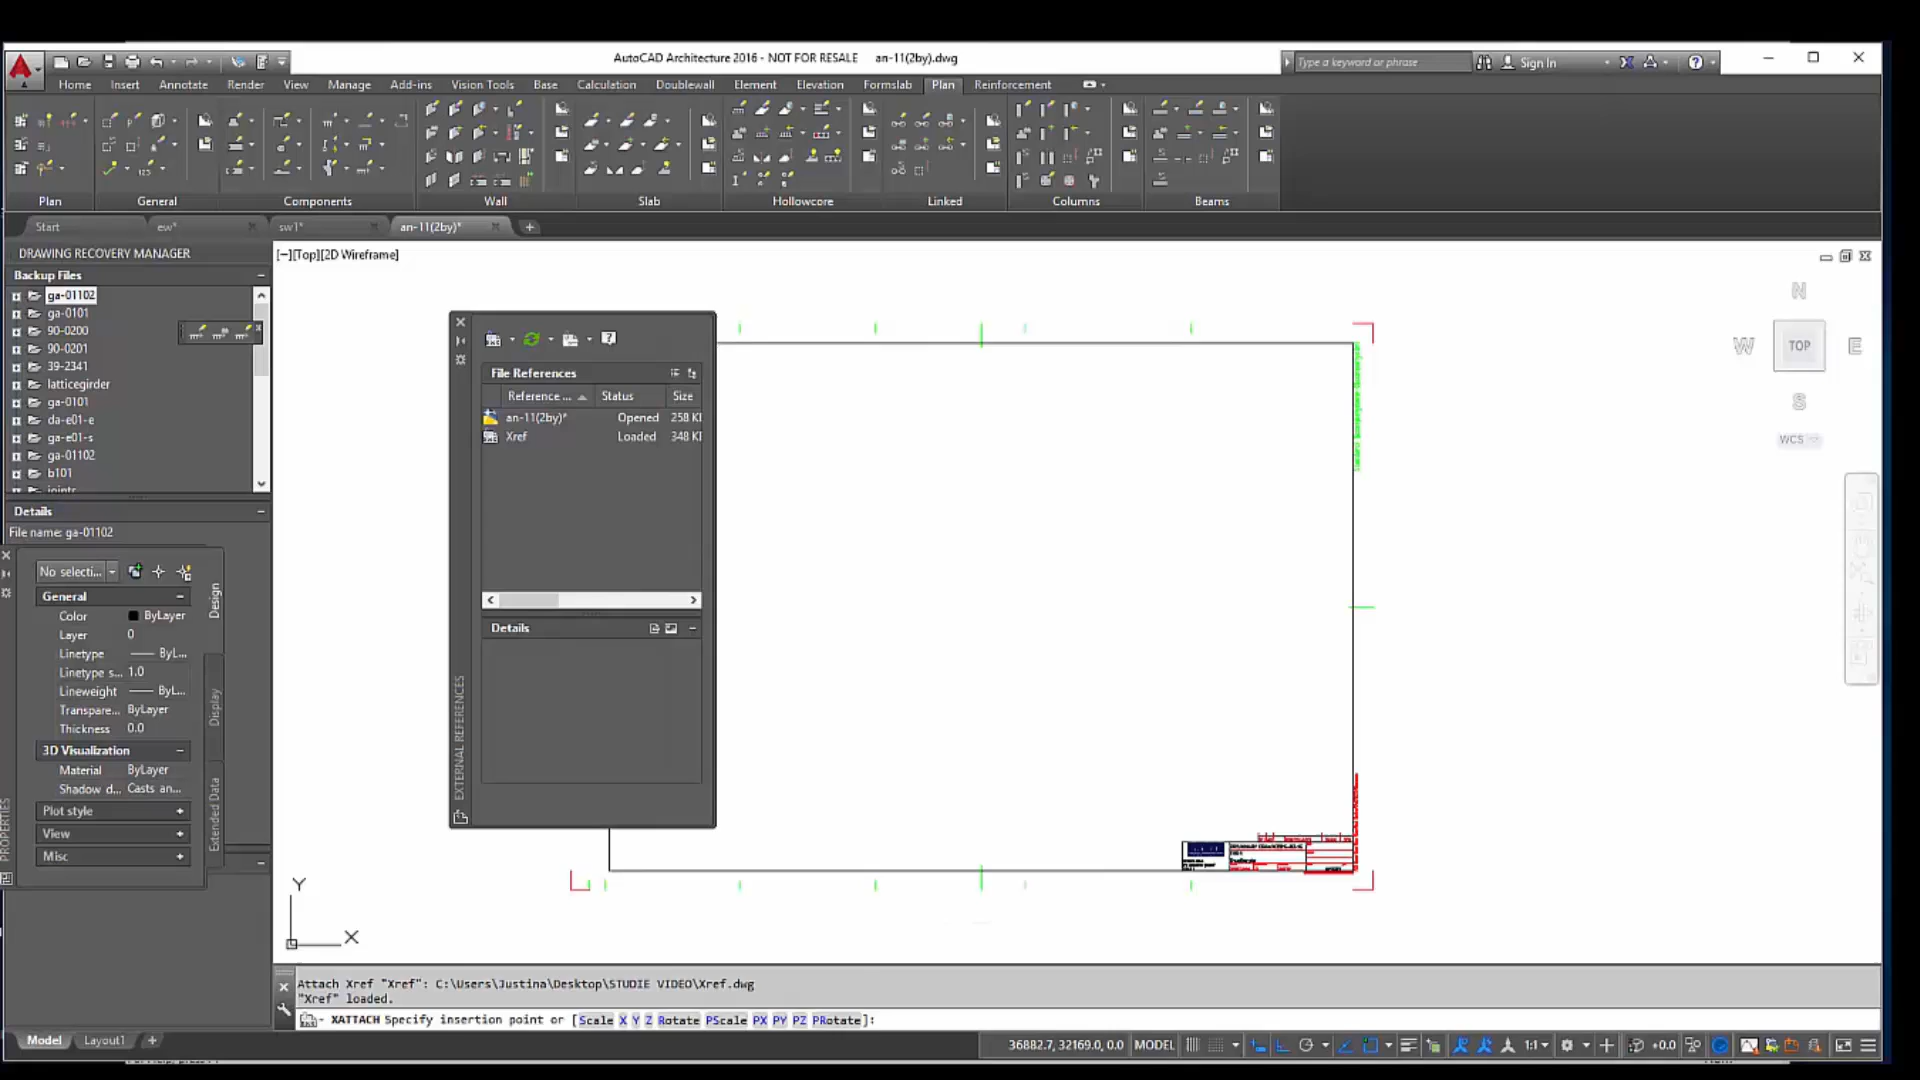 AutoCAD Architecture 2016 - NOT FOR RESALE an-11(2by).dwg
Type a keyword or phrase
Sign In
Home Insert Annotate Render View Manage Add-ins Vision Tools Base Calculation Doublewall Element Elevation Formslab Plan Reinforcement
Plan General Components Wall Slab Hollowcore Linked Columns Beams
Start ew* sw1* an-11(2by)*
DRAWING RECOVERY MANAGER
[−][Top][2D Wireframe]
Backup Files
ga-01102
ga-0101
90-0200
90-0201
39-2341
latticegirder
ga-0101
da-e01-e
ga-e01-s
ga-01102
b101
Details
File name: ga-01102
No selecti...
General
Color ByLayer
Layer 0
Linetype ByL...
Linetype s... 1.0
Lineweight ByL...
Transpare... ByLayer
Thickness 0.0
3D Visualization
Material ByLayer
Shadow d... Casts an...
Plot style
View
Misc
Design
Display
Extended Data
PROPERTIES
File References
Reference ... Status Size
an-11(2by)* Opened 258 KI
Xref Loaded 348 KI
Details
EXTERNAL REFERENCES
N
W TOP E
S
WCS
Y
X
Attach Xref "Xref": C:\Users\Justina\Desktop\STUDIE VIDEO\Xref.dwg
"Xref" loaded.
XATTACH Specify insertion point or [Scale X Y Z Rotate PScale PX PY PZ PRotate]:
Model Layout1
36882.7, 32169.0, 0.0 MODEL
1:1
+0.0